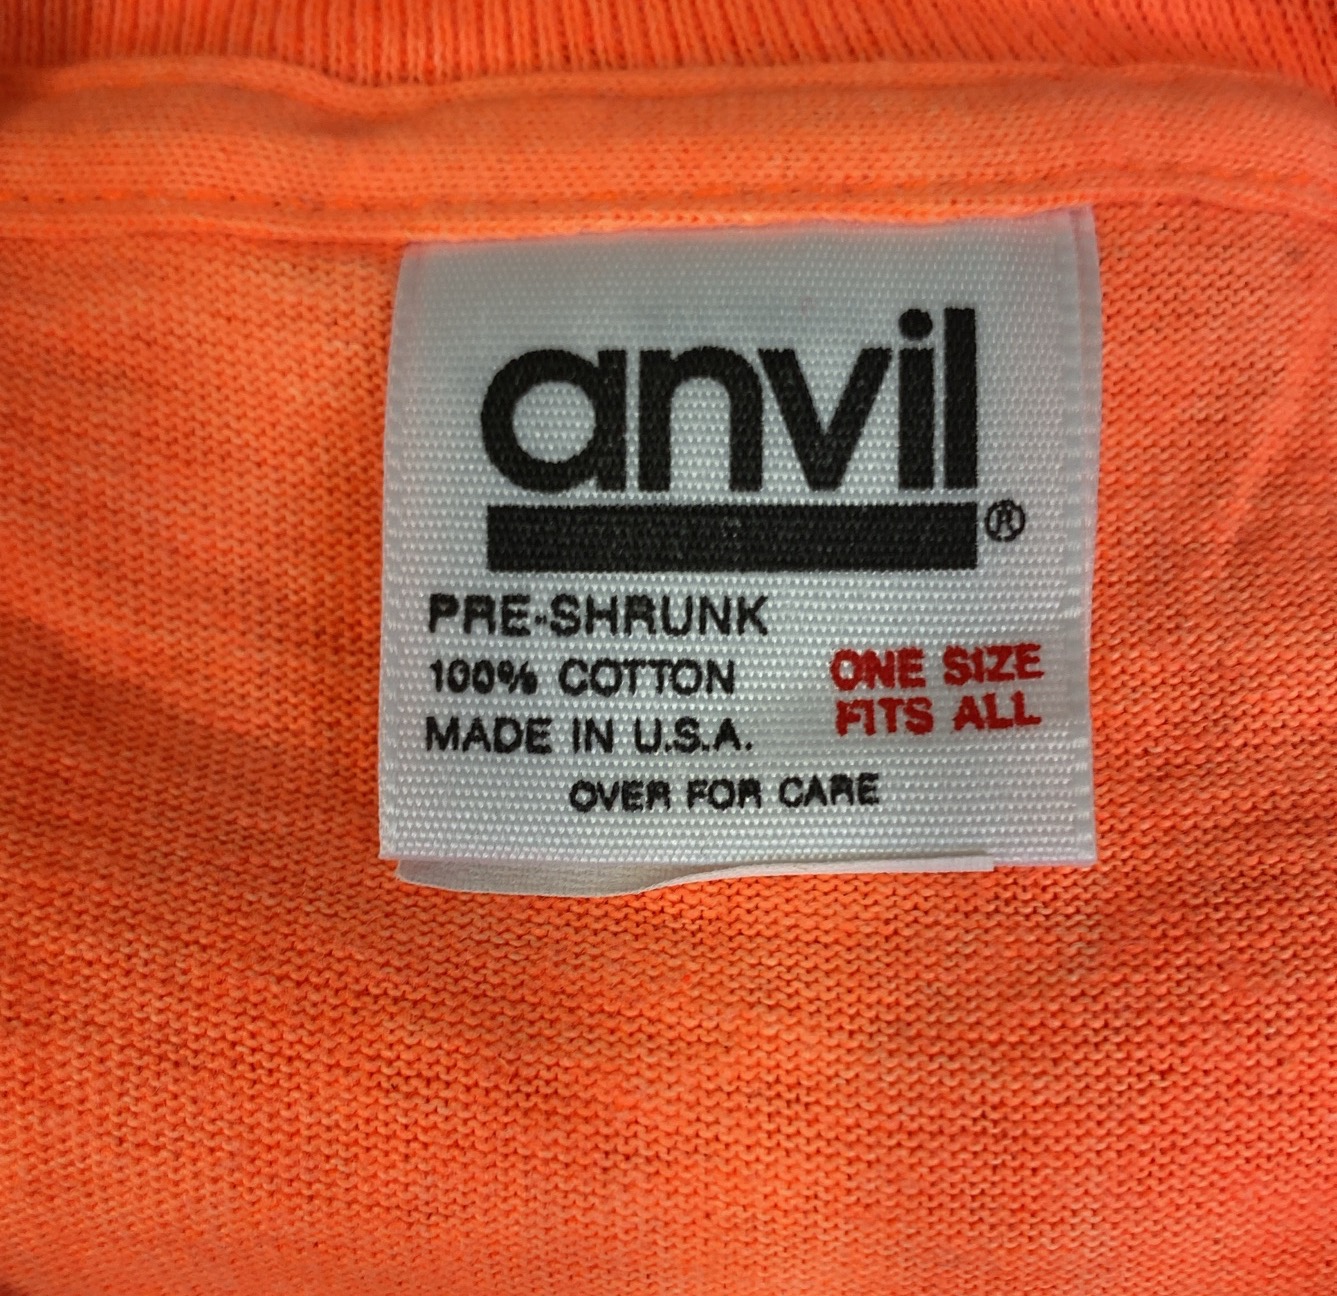 anvil®
PRE-SHRUNK
100% COTTON
MADE IN U.S.A.
ONE SIZE
FITS ALL
OVER FOR CARE